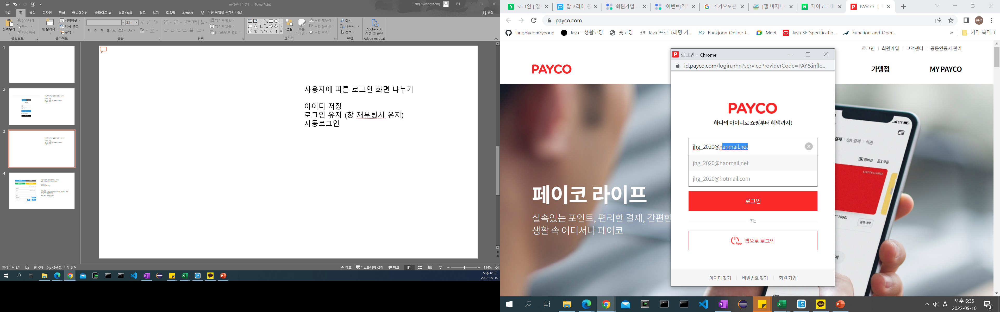 프레젠테이션1 - PowerPoint
jang hyeongyeong
파일 홈 삽입 디자인 전환 애니메이션 슬라이드 쇼 녹음/녹화 검토 보기 도움말 Acrobat 어떤 작업을 원하시나요? 공유
붙여넣기 잘라내기 복사 서식 복사
클립보드
새 슬라이드 레이아웃 다시 설정 구역
슬라이드
28
글꼴
텍스트 방향 텍스트 맞춤 SmartArt로 변환
단락
정렬 빠른 스타일 도형 채우기 도형 윤곽선 도형 효과
그리기
찾기 바꾸기 선택
편집
Adobe PDF 작성 및 공유
Adobe Acrobat
1
2
3
4
사용자에 따른 로그인 화면 나누기
아이디 저장
로그인 유지 (창 재부팅시 유지)
자동로그인
슬라이드 3/4 한국어 접근성: 조사 필요 메모 디스플레이 설정 메모 114%
오후 6:35
2022-09-10
로그인 | 잡 잡코리아 회원가입 - [이벤트]직 카카오오픈 [앱 비지니 페이코 : 네 PAYCO |
payco.com
현경
JangHyeonGyeong Java - 생활코딩 숏코딩 dB Java 프로그래밍 기... Baekjoon Online J... Meet Java SE Specificatio... Function and Oper... » 기타 북마크
로그인 회원가입 고객센터 공동인증서 관리
PAYCO 가맹점 MY PAYCO
페이코 라이프
실속있는 포인트, 편리한 결제, 간편한
생활 속 어디서나 페이코
로그인 - Chrome
id.payco.com/login.nhn?serviceProviderCode=PAY&inflo...
PAYCO
하나의 아이디로 쇼핑부터 혜택까지!
jhg_2020@hanmail.net
jhg_2020@hanmail.net
jhg_2020@hotmail.com
로그인
또는
App 앱으로 로그인
아이디 찾기 비밀번호 찾기 회원 가입
LTE
결제 QR 결제 식권
멤버십 쿠폰
LOTTE CARD
7890)
결제 내역
A 오후 6:35
2022-09-10
3